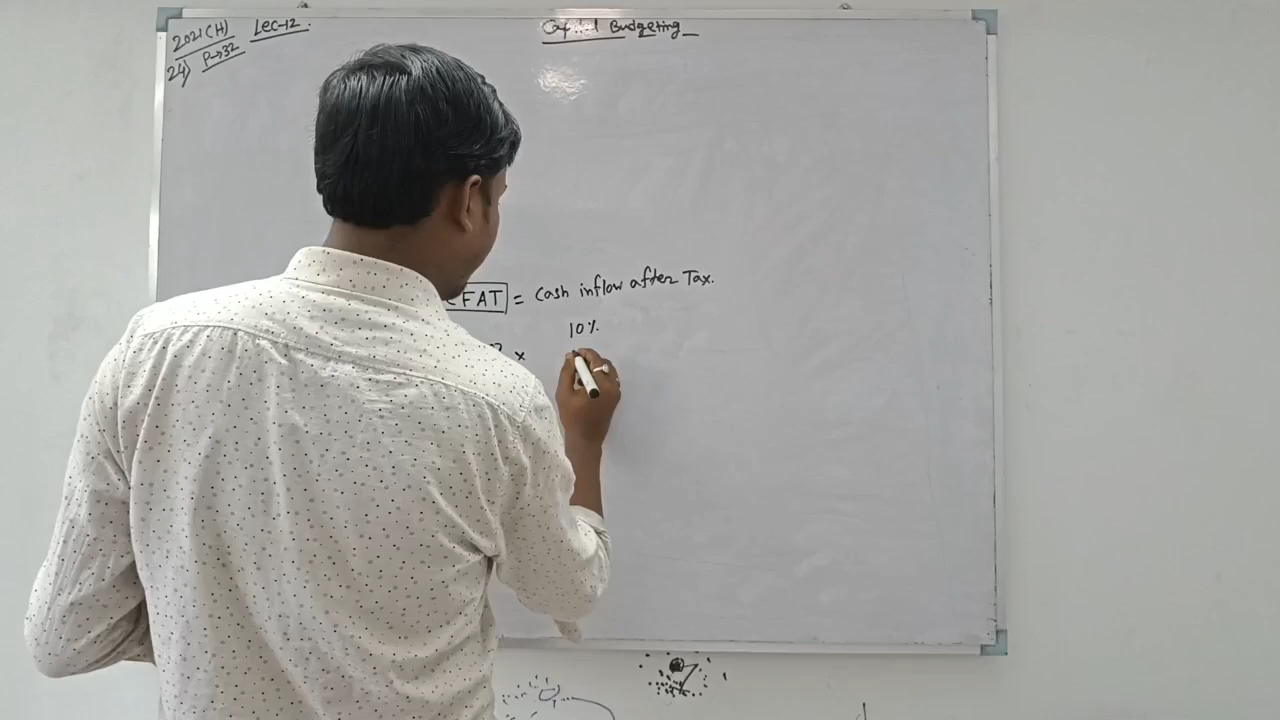 2021(H) Lec-12.
Capital Budgeting
24) P→32
CFAT = Cash inflow after Tax.
10%
×